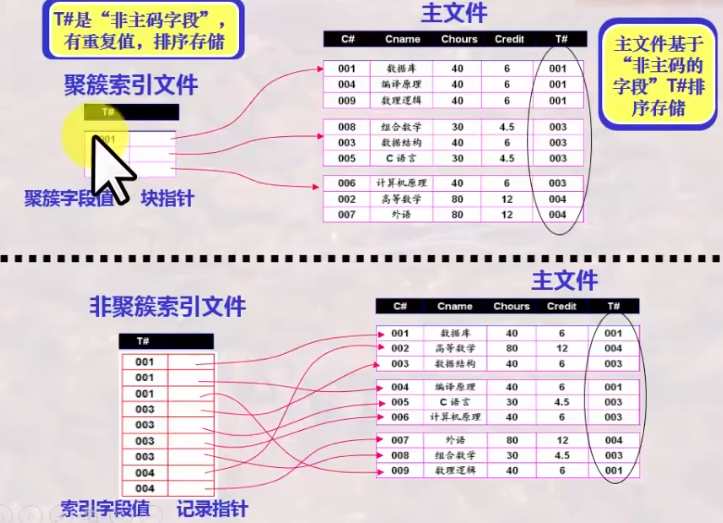 T#是“非主码字段”，
有重复值，排序存储
主文件
C# Cname Chours Credit T#
001 数据库 40 6 001
004 编译原理 40 6 001
009 数理逻辑 40 6 001
008 组合数学 30 4.5 003
003 数据结构 40 6 003
005 C 语言 30 4.5 003
006 计算机原理 40 6 003
002 高等数学 80 12 004
007 外语 80 12 004
主文件基于
“非主码的
字段”T#排
序存储
聚簇索引文件
T#
001
聚簇字段值 块指针
非聚簇索引文件
T#
001
001
001
003
003
003
003
004
004
索引字段值 记录指针
主文件
C# Cname Chours Credit T#
001 数据库 40 6 001
002 高等数学 80 12 004
003 数据结构 40 6 003
004 编译原理 40 6 001
005 C 语言 30 4.5 003
006 计算机原理 40 6 003
007 外语 80 12 004
008 组合数学 30 4.5 003
009 数理逻辑 40 6 001